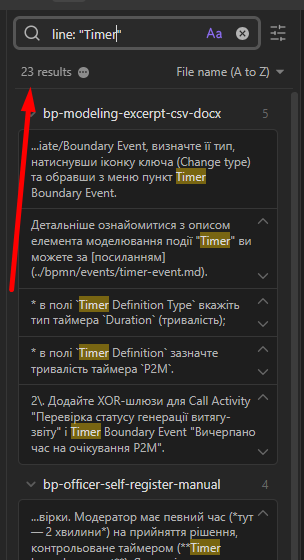 line: "Timer"
Aa
23 results
File name (A to Z)
bp-modeling-excerpt-csv-docx
5
...iate/Boundary Event, визначте її тип,
натиснувши іконку ключа (Change type)
та обравши з меню пункт Timer
Boundary Event.
Детальніше ознайомитися з описом
елемента моделювання події "Timer" ви
можете за [посиланням]
(../bpmn/events/timer-event.md).
* в полі `Timer Definition Type` вкажіть
тип таймера `Duration` (тривалість);
* в полі `Timer Definition` зазначте
тривалість таймера `P2M`.
2\. Додайте XOR-шлюзи для Call Activity
"Перевірка статусу генерації витягу-
звіту" і Timer Boundary Event "Вичерпано
час на очікування P2M".
bp-officer-self-register-manual
4
...вірки. Модератор має певний час (*тут
— 2 хвилини*) на прийняття рішення,
контрольоване таймером (**Timer